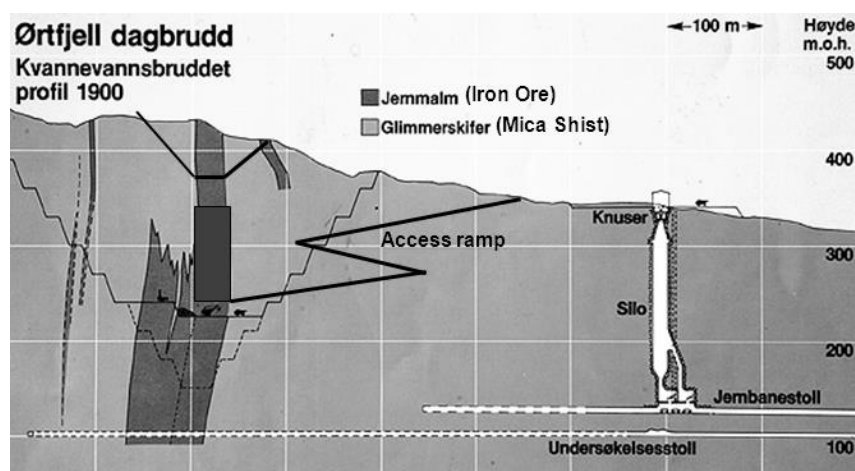 Ørtfjell dagbrudd
Kvannevannsbruddet
profil 1900
100 m
Høyde
m.o.h.
500
Jernmalm (Iron Ore)
Glimmerskifer (Mica Shist)
400
Knuser
Access ramp
300
Silo
200
Jernbanestoll
Undersøkelsesstoll
100